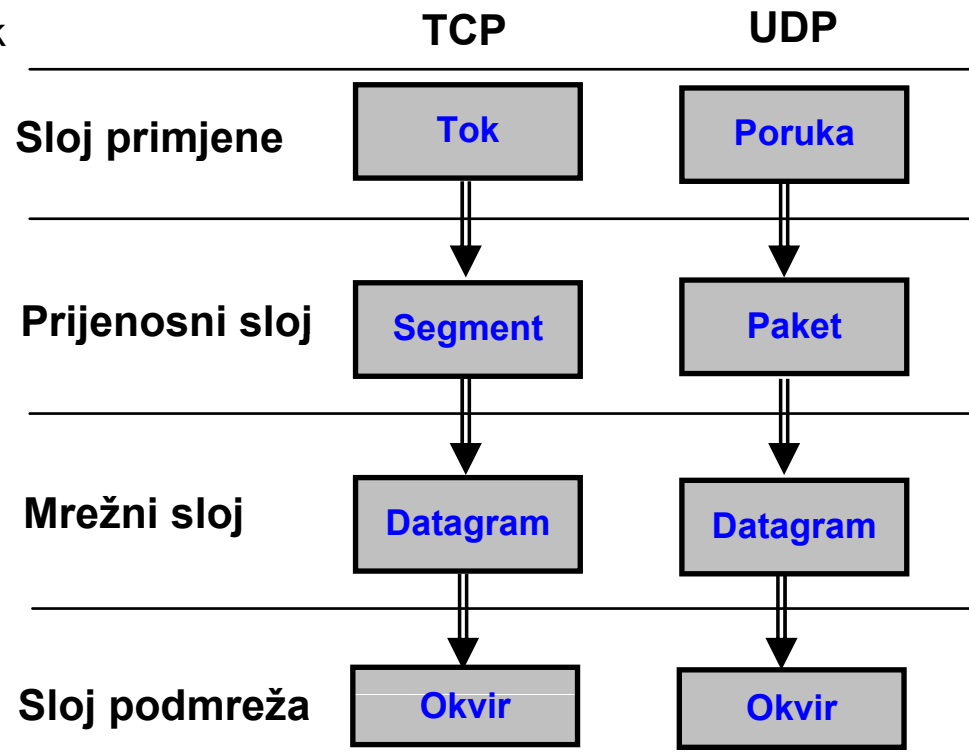 k
TCP UDP
Sloj primjene Tok Poruka
Prijenosni sloj Segment Paket
Mrežni sloj Datagram Datagram
Sloj podmreža Okvir Okvir